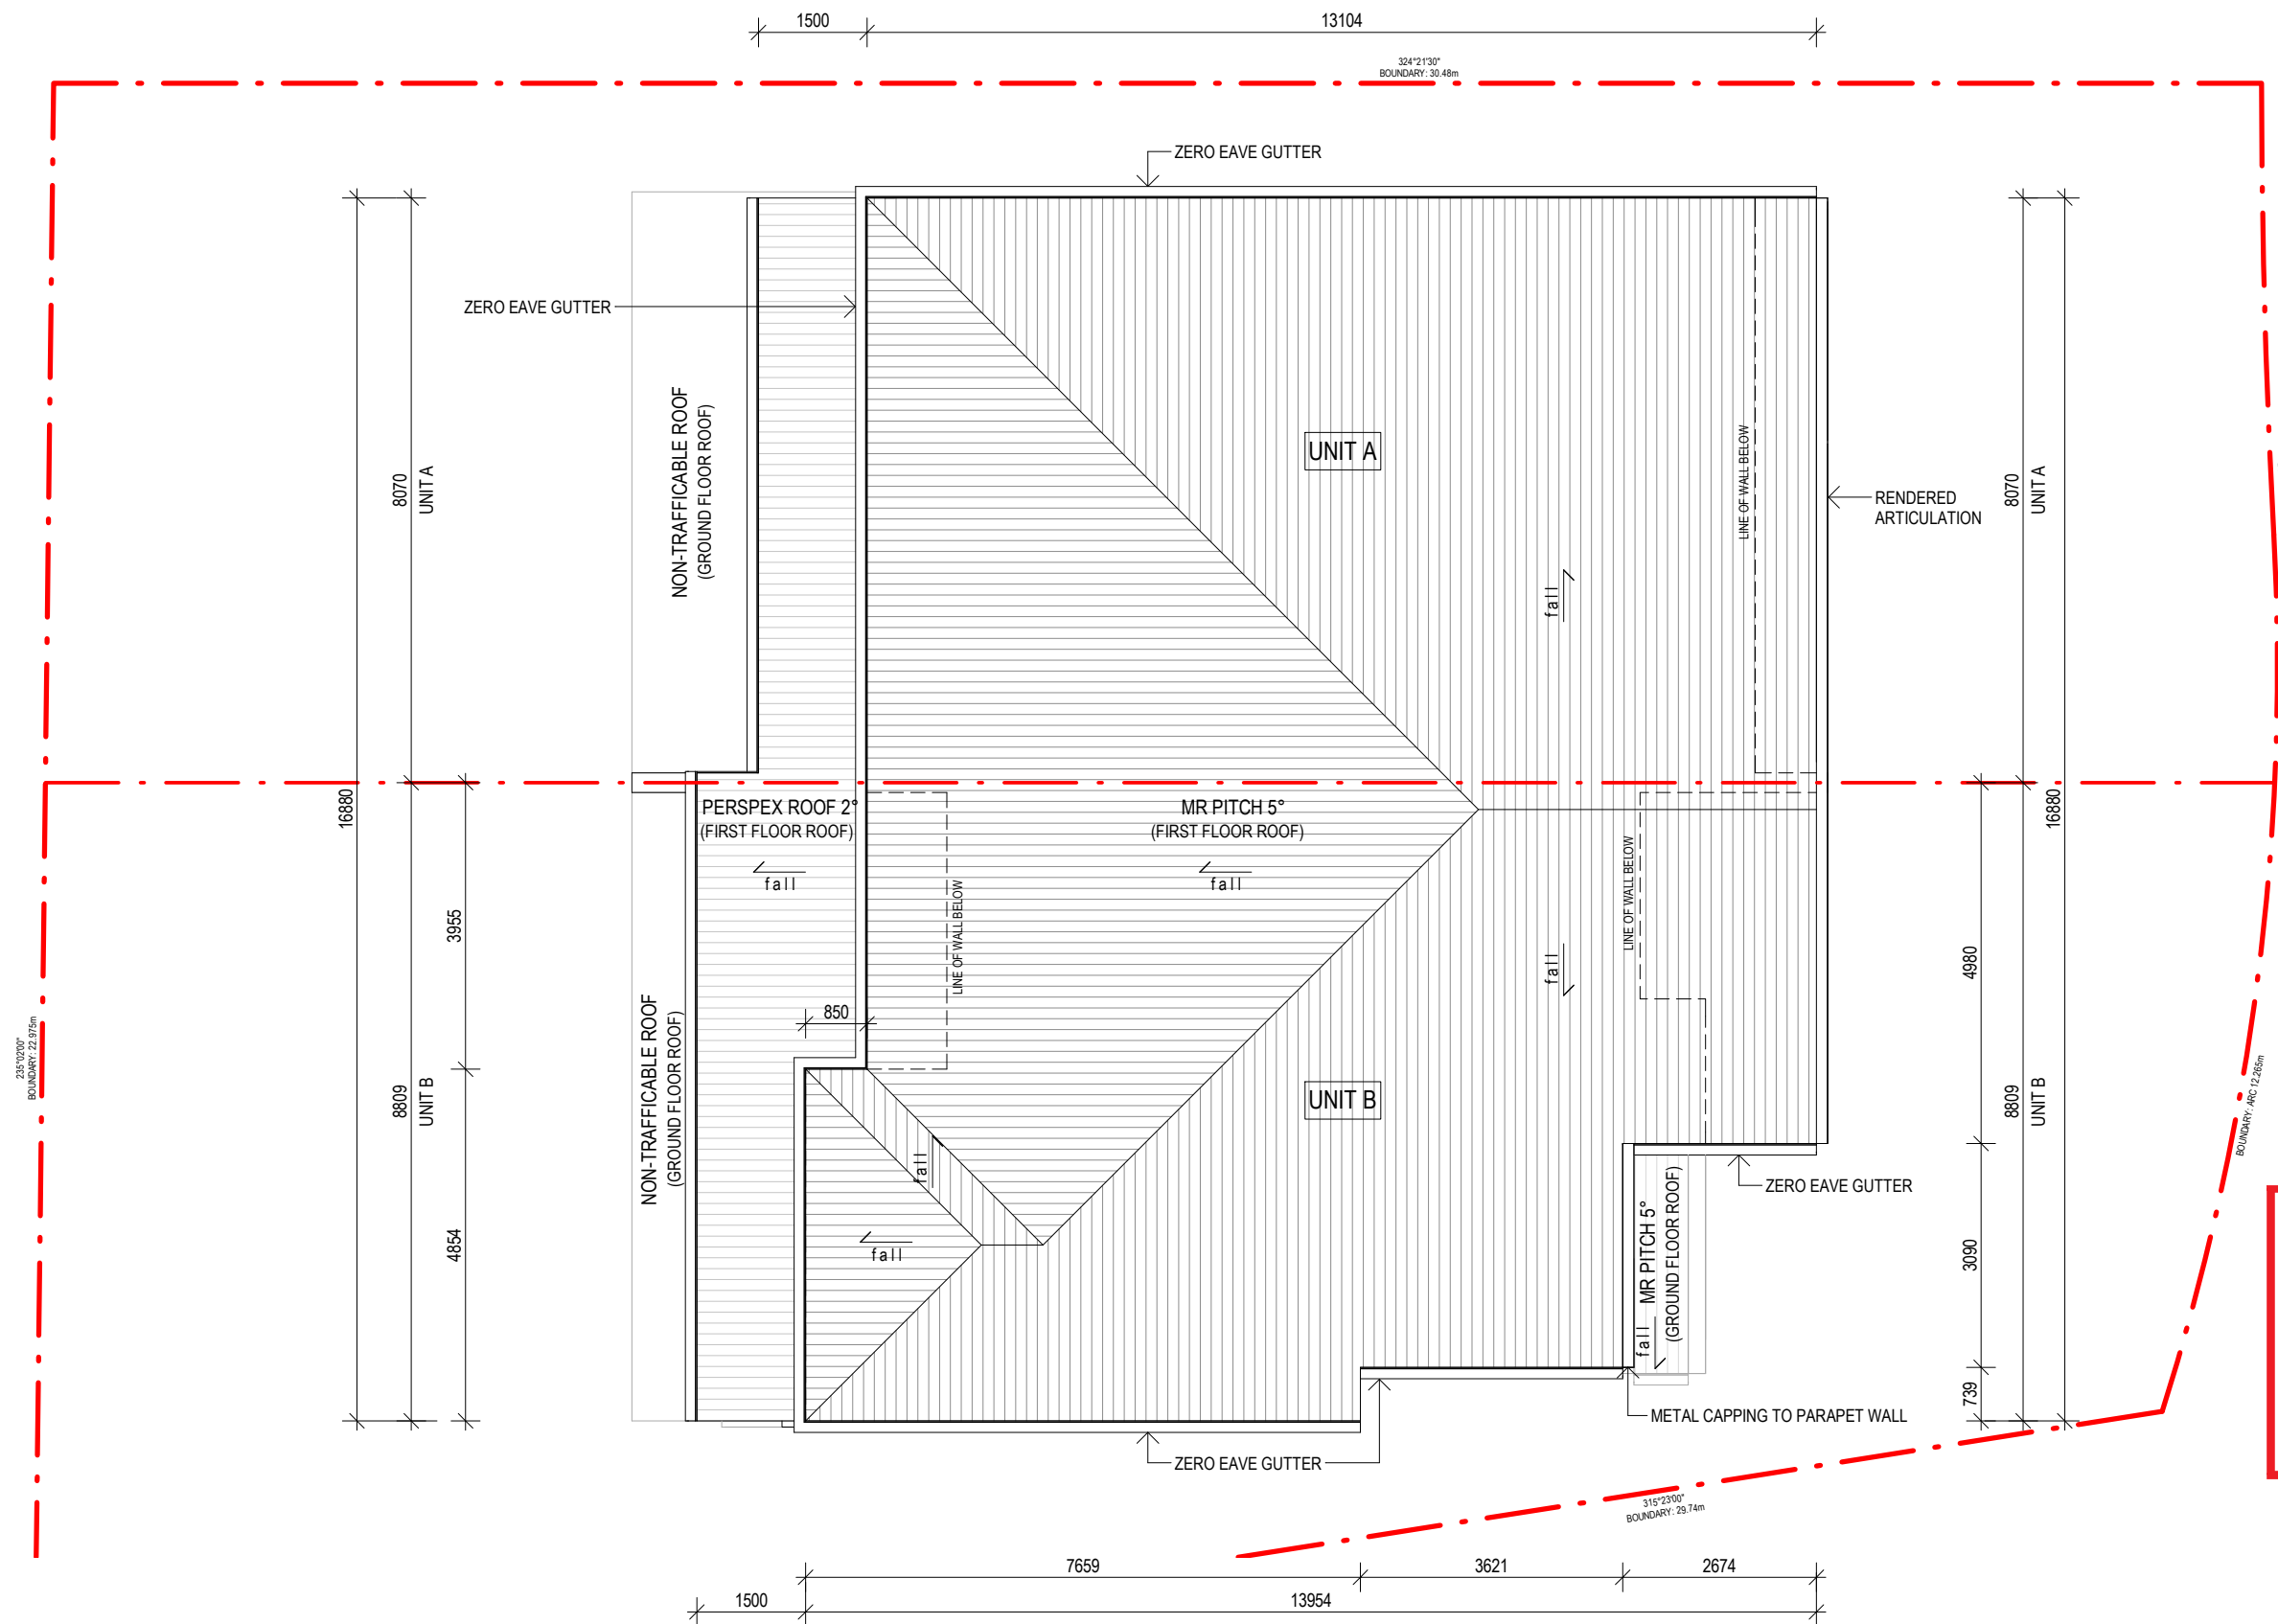 1500
13104
324°21'30"
BOUNDARY: 30.48m
ZERO EAVE GUTTER
ZERO EAVE GUTTER
NON-TRAFFICABLE ROOF
(GROUND FLOOR ROOF)
UNIT A
LINE OF WALL BELOW
RENDERED
ARTICULATION
8070
UNIT A
8070
UNIT A
fall
16880
16880
PERSPEX ROOF 2°
(FIRST FLOOR ROOF)
fall
MR PITCH 5°
(FIRST FLOOR ROOF)
fall
LINE OF WALL BELOW
LINE OF WALL BELOW
fall
3955
4980
850
NON-TRAFFICABLE ROOF
(GROUND FLOOR ROOF)
235°02'00"
BOUNDARY: 22.975m
8809
UNIT B
UNIT B
8809
UNIT B
BOUNDARY: ARC 12.265m
fall
fall
4854
ZERO EAVE GUTTER
MR PITCH 5°
(GROUND FLOOR ROOF)
fall
3090
739
METAL CAPPING TO PARAPET WALL
ZERO EAVE GUTTER
315°23'00"
BOUNDARY: 29.74m
7659
3621
2674
1500
13954